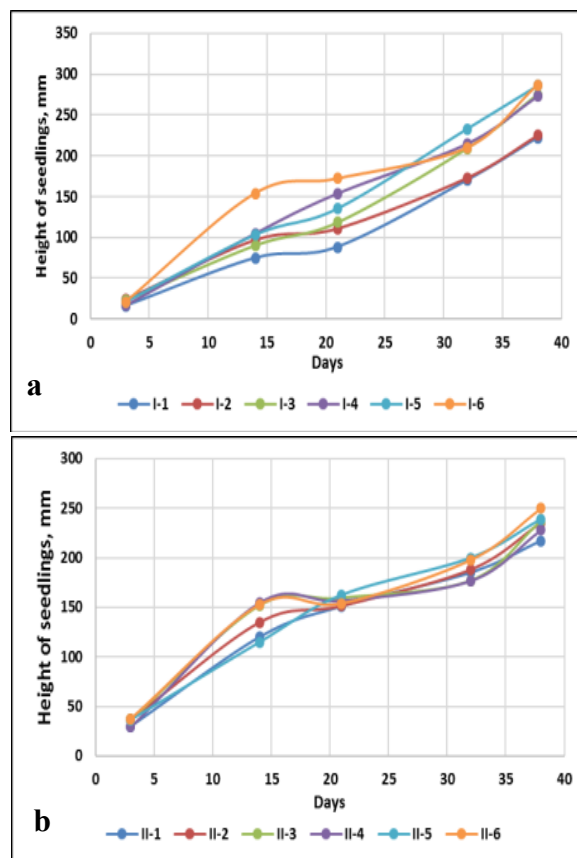 350
300
250
200
150
100
50
0
Height of seedlings, mm
0 5 10 15 20 25 30 35 40
Days
a
I-1 I-2 I-3 I-4 I-5 I-6
300
250
200
150
100
50
0
Height of seedlings, mm
0 5 10 15 20 25 30 35 40
Days
b
II-1 II-2 II-3 II-4 II-5 II-6